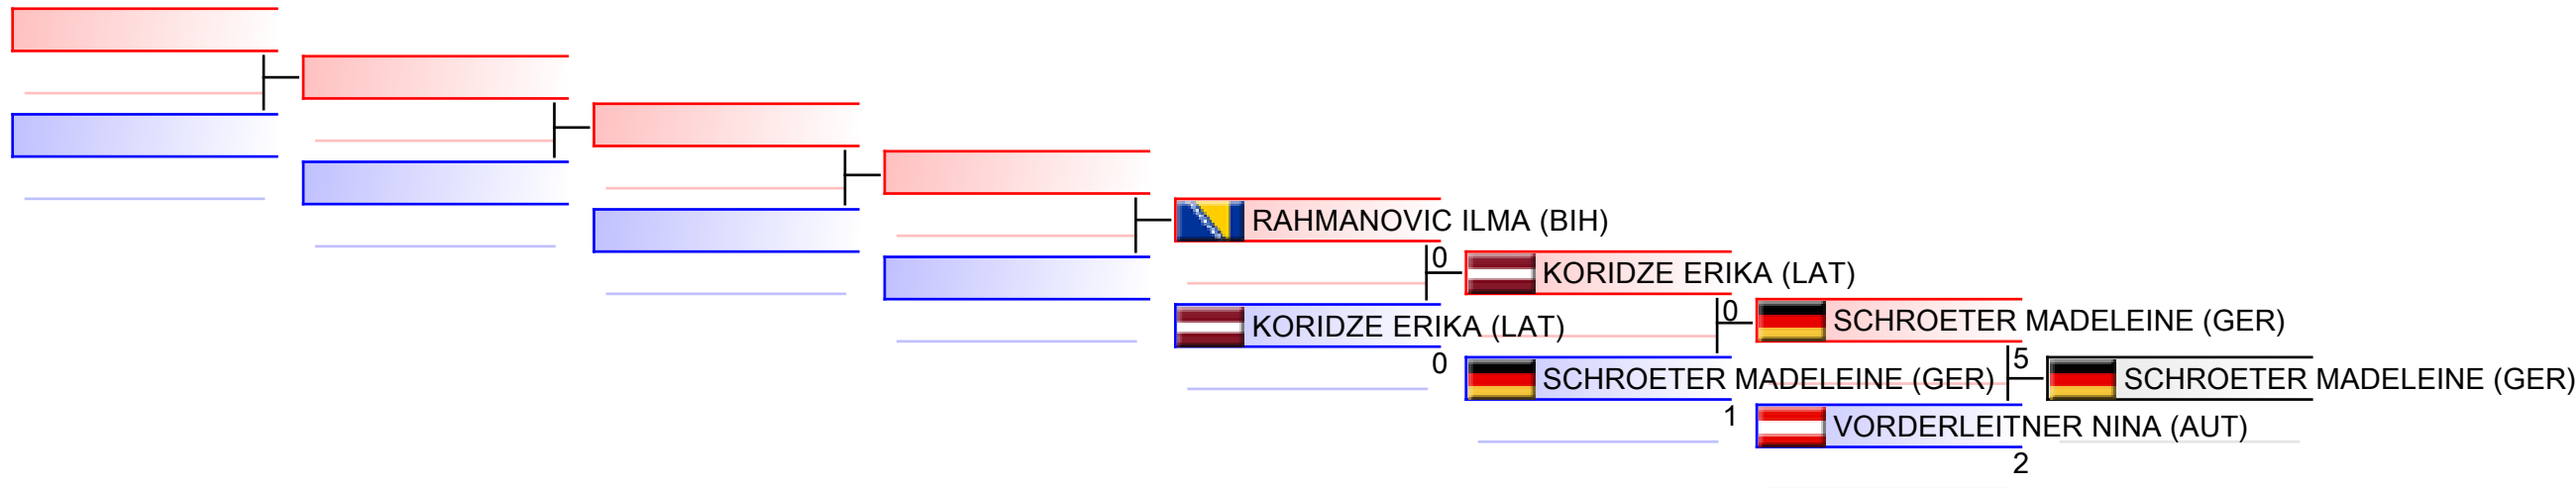 RAHMANOVIC ILMA (BIH)
0
KORIDZE ERIKA (LAT)
0
KORIDZE ERIKA (LAT)
0
SCHROETER MADELEINE (GER)
1
SCHROETER MADELEINE (GER)
5
VORDERLEITNER NINA (AUT)
2
SCHROETER MADELEINE (GER)